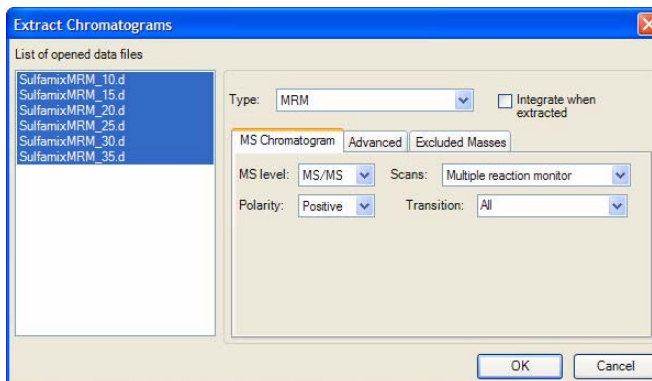 Extract Chromatograms
List of opened data files
SulfamixMRM_10.d
SulfamixMRM_15.d
SulfamixMRM_20.d
SulfamixMRM_25.d
SulfamixMRM_30.d
SulfamixMRM_35.d
Type: MRM
Integrate when
extracted
MS Chromatogram Advanced Excluded Masses
MS level: MS/MS Scans: Multiple reaction monitor
Polarity: Positive Transition: All
OK Cancel